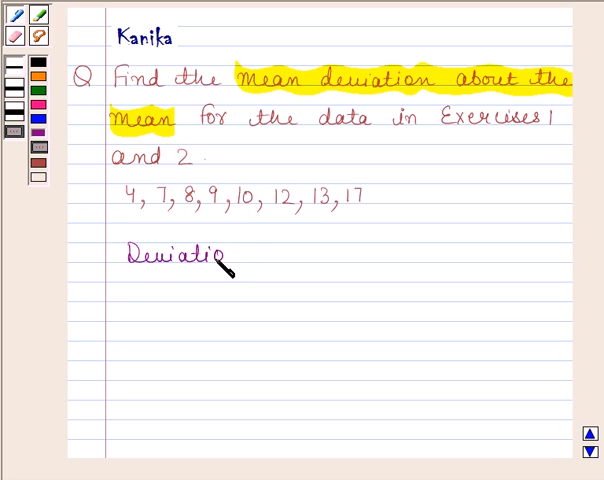 Kanika
Q Find the mean deviation about the
mean for the data in Exercises 1
and 2.
4, 7, 8, 9, 10, 12, 13, 17
Deviatio